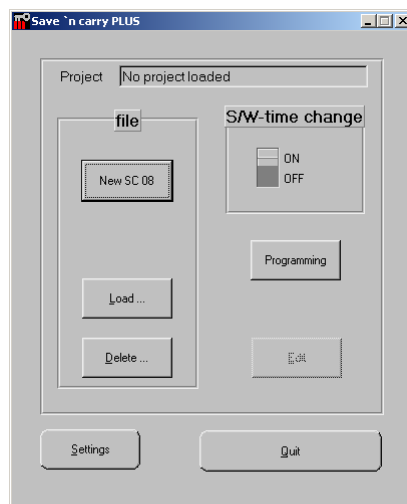 Save `n carry PLUS
Project No project loaded
file
S/W-time change
ON
OFF
New SC 08
Programming
Load ...
Delete ...
Edit
Settings
Quit